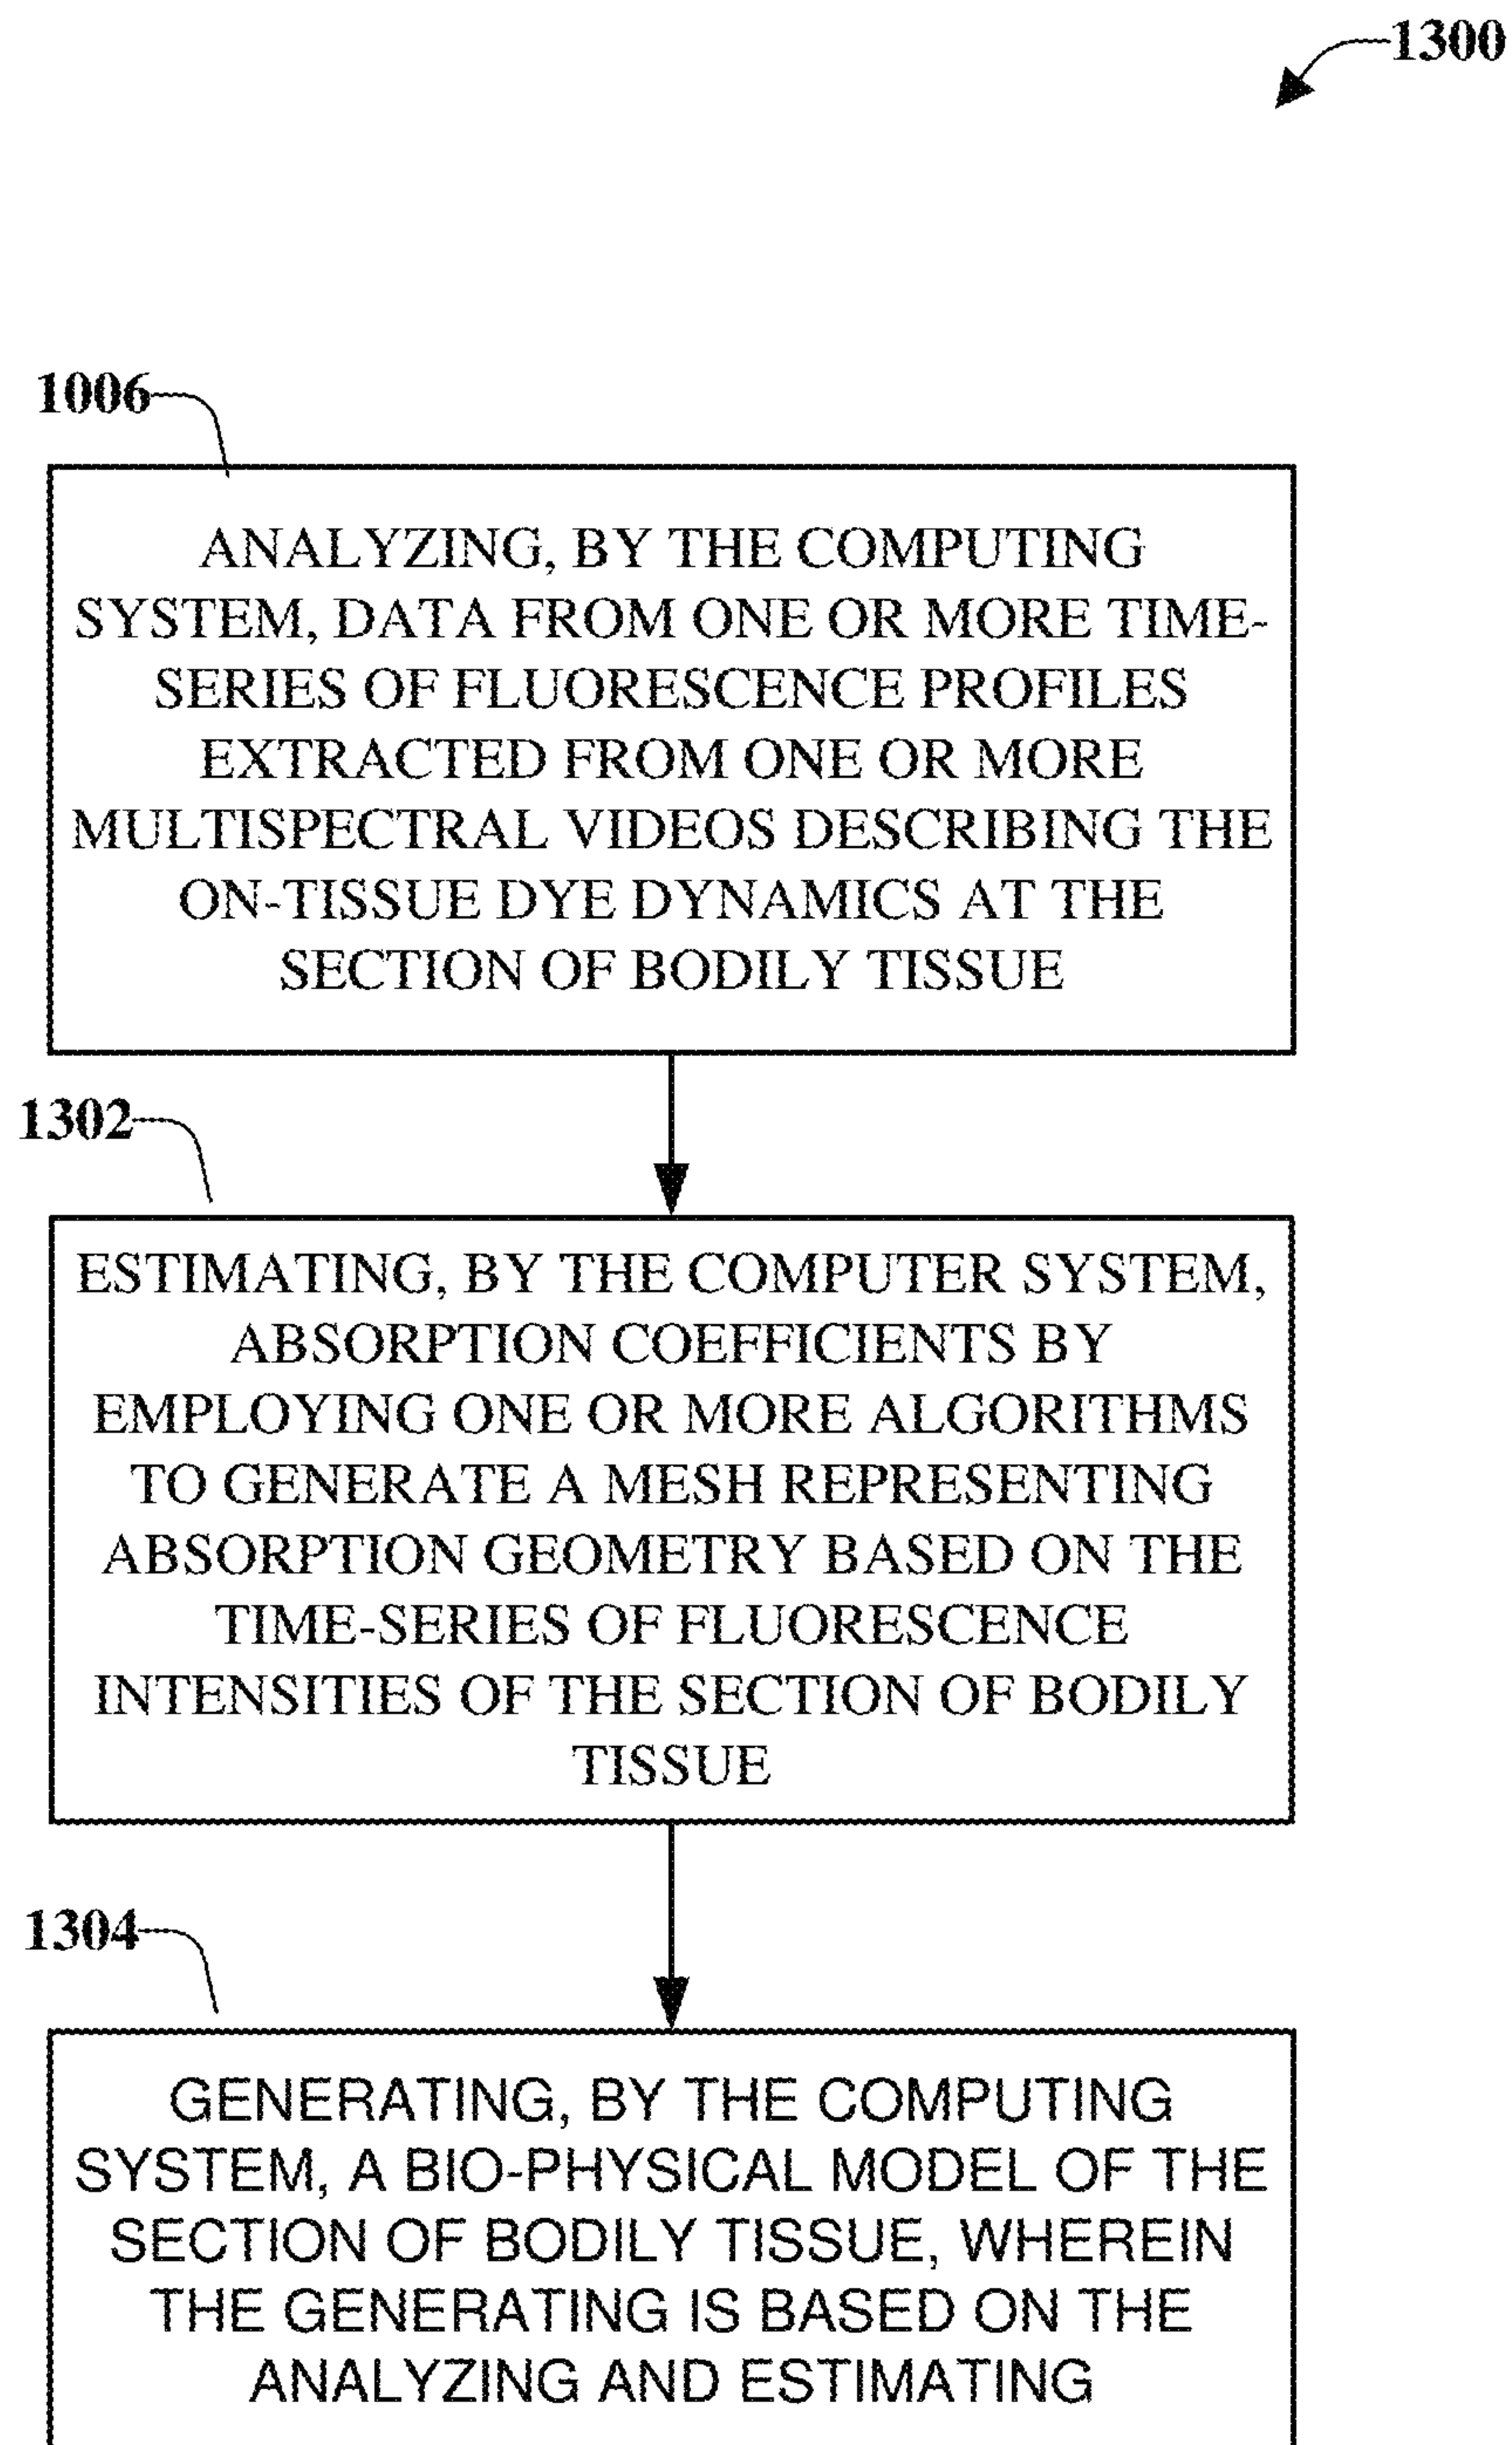 1300
1006
ANALYZING, BY THE COMPUTING
SYSTEM, DATA FROM ONE OR MORE TIME-
SERIES OF FLUORESCENCE PROFILES
EXTRACTED FROM ONE OR MORE
MULTISPECTRAL VIDEOS DESCRIBING THE
ON-TISSUE DYE DYNAMICS AT THE
SECTION OF BODILY TISSUE
1302
ESTIMATING, BY THE COMPUTER SYSTEM,
ABSORPTION COEFFICIENTS BY
EMPLOYING ONE OR MORE ALGORITHMS
TO GENERATE A MESH REPRESENTING
ABSORPTION GEOMETRY BASED ON THE
TIME-SERIES OF FLUORESCENCE
INTENSITIES OF THE SECTION OF BODILY
TISSUE
1304
GENERATING, BY THE COMPUTING
SYSTEM, A BIO-PHYSICAL MODEL OF THE
SECTION OF BODILY TISSUE, WHEREIN
THE GENERATING IS BASED ON THE
ANALYZING AND ESTIMATING